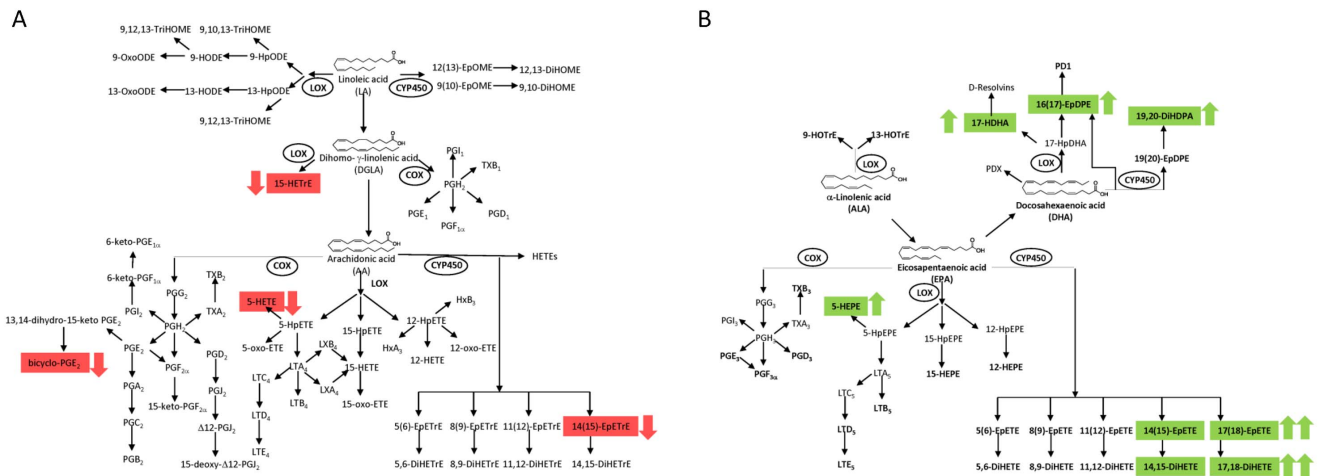 A
9,12,13-TriHOME 9,10,13-TriHOME
9-OxoODE 9-HODE 9-HpODE
13-OxoODE 13-HODE 13-HpODE
9,12,13-TriHOME
LOX
OH
O
Linoleic acid
(LA)
CYP450
12(13)-EpOME 12,13-DiHOME
9(10)-EpOME 9,10-DiHOME
OH
O
Dihomo- γ-linolenic acid
(DGLA)
LOX
15-HETrE
COX
PGI1
TXB1
PGH2
PGE1
PGF1α
PGD1
OH
O
Arachidonic acid
(AA)
COX
LOX
CYP450
HETEs
6-keto-PGE1α
6-keto-PGF1α
PGG2
TXB2
TXA2
PGI2
PGH2
13,14-dihydro-15-keto PGE2
bicyclo-PGE2
PGE2
PGD2
PGF2α
PGA2
PGJ2
15-keto-PGF2α
PGC2
Δ12-PGJ2
PGB2
15-deoxy-Δ12-PGJ2
5-HETE
5-HpETE
5-oxo-ETE
15-HpETE
12-HpETE
HxB3
HxA3
12-HETE
12-oxo-ETE
LTA4
LXB4
15-HETE
LTC4
LTB4
LXA4
15-oxo-ETE
LTD4
LTE4
5(6)-EpETrE 8(9)-EpETrE 11(12)-EpETrE 14(15)-EpETrE
5,6-DiHETrE 8,9-DiHETrE 11,12-DiHETrE 14,15-DiHETrE
B
PD1
D-Resolvins
16(17)-EpDPE
17-HDHA
19,20-DiHDPA
17-HpDHA
19(20)-EpDPE
PDX
LOX
CYP450
OH
O
Docosahexaenoic acid
(DHA)
9-HOTrE 13-HOTrE
LOX
OH
O
α-Linolenic acid
(ALA)
OH
O
Eicosapentaenoic acid
(EPA)
COX
LOX
CYP450
PGG3
TXB3
TXA3
PGI3
PGH3
PGE3
PGD3
PGF3α
5-HEPE
5-HpEPE
15-HpEPE
12-HpEPE
15-HEPE
12-HEPE
LTA5
LTC5
LTB5
LTD5
LTE5
5(6)-EpETE 8(9)-EpETE 11(12)-EpETE 14(15)-EpETE 17(18)-EpETE
5,6-DiHETE 8,9-DiHETE 11,12-DiHETE 14,15-DiHETE 17,18-DiHETE